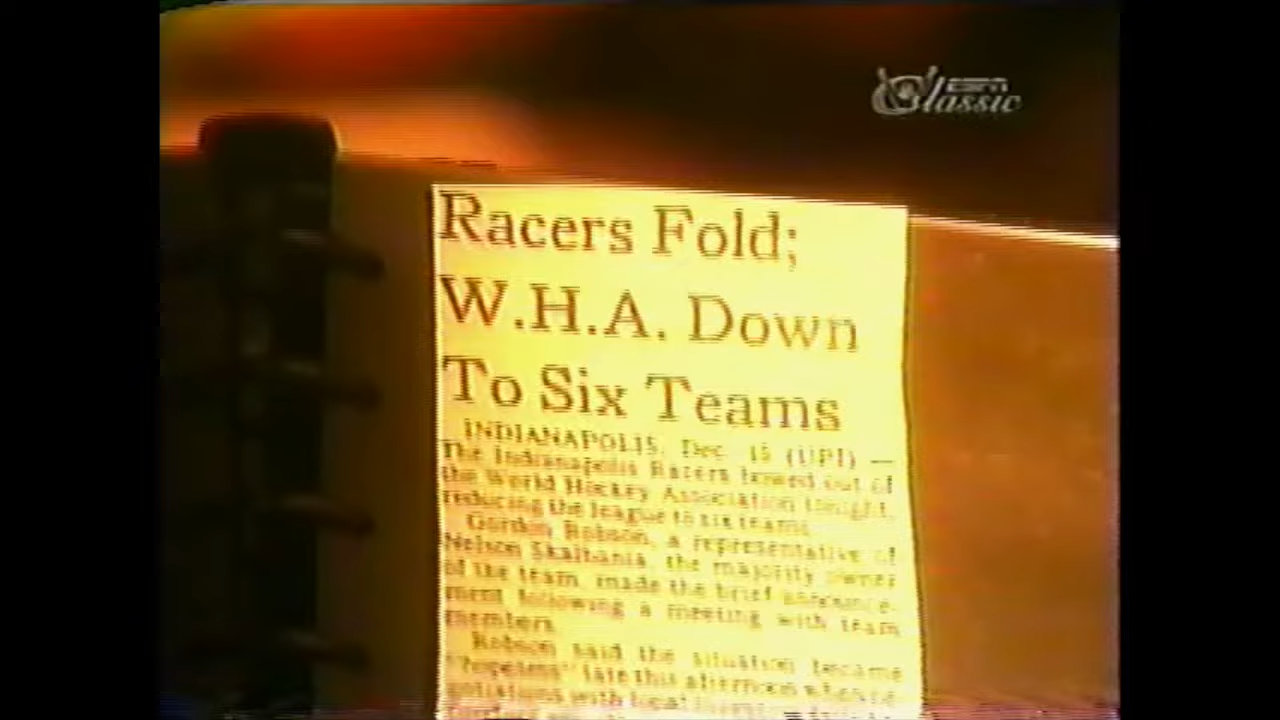 ESPN
Classic
Racers Fold;
W.H.A. Down
To Six Teams
INDIANAPOLIS, Dec. 15 (UPI) —
The Indianapolis Racers bowed out of
the World Hockey Association tonight,
reducing the league to six teams.
Gordon Robson, a representative of
Nelson Skalbania, the majority owner
of the team, made the brief announce-
ment following a meeting with team
members.
Robson said the situation became
"hopeless" late this afternoon when ne-
gotiations with local